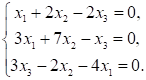 x₁ + 2x₂ − 2x₃ = 0,
3x₁ + 7x₂ − x₃ = 0,
3x₃ − 2x₂ − 4x₁ = 0.